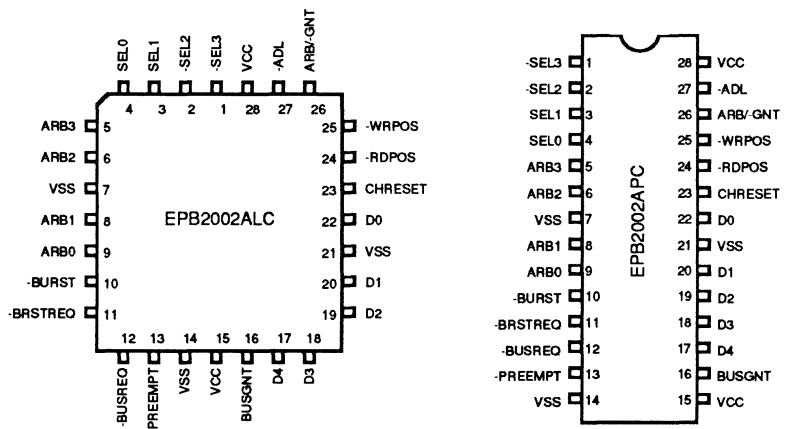 SEL0 SEL1 -SEL2 -SEL3 VCC -ADL ARB/-GNT
4 3 2 1 28 27 26
ARB3 5 25 -WRPOS
ARB2 6 24 -RDPOS
VSS 7 23 CHRESET
ARB1 8 EPB2002ALC 22 D0
ARB0 9 21 VSS
-BURST 10 20 D1
-BRSTREQ 11 19 D2
12 13 14 15 16 17 18
-BUSREQ PREEMPT VSS VCC BUSGNT D4 D3
-SEL3 1 28 VCC
-SEL2 2 27 -ADL
SEL1 3 26 ARB/-GNT
SEL0 4 25 -WRPOS
ARB3 5 24 -RDPOS
ARB2 6 23 CHRESET
VSS 7 22 D0
ARB1 8 21 VSS
ARB0 9 20 D1
-BURST 10 19 D2
-BRSTREQ 11 18 D3
-BUSREQ 12 17 D4
-PREEMPT 13 16 BUSGNT
VSS 14 15 VCC
EPB2002APC